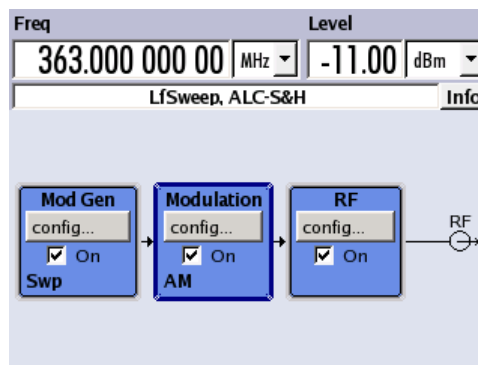 Freq Level
363.000 000 00 MHz -11.00 dBm
LfSweep, ALC-S&H Info
Mod Gen Modulation RF
config... config... config... RF
On On On
Swp AM